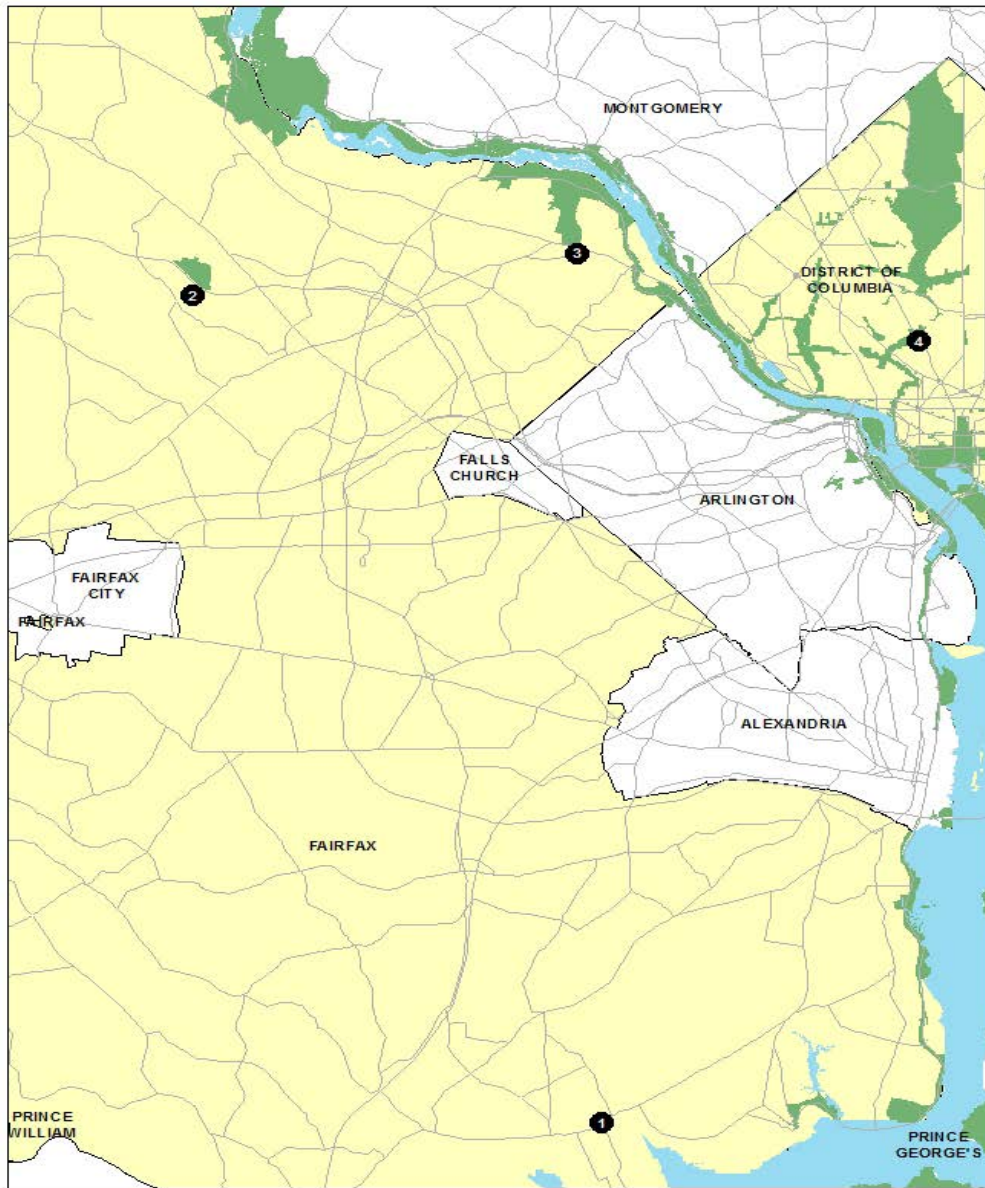 MONTGOMERY
3
DISTRICT OF
COLUMBIA
2
4
FALLS
CHURCH
ARLINGTON
FAIRFAX
CITY
FAIRFAX
ALEXANDRIA
FAIRFAX
PRINCE
WILLIAM
1
PRINCE
GEORGE'S